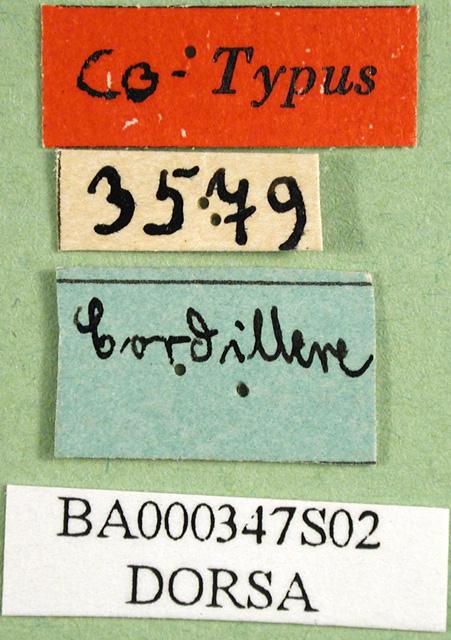 Co-Typus
3579
Cordillere
BA000347S02
DORSA